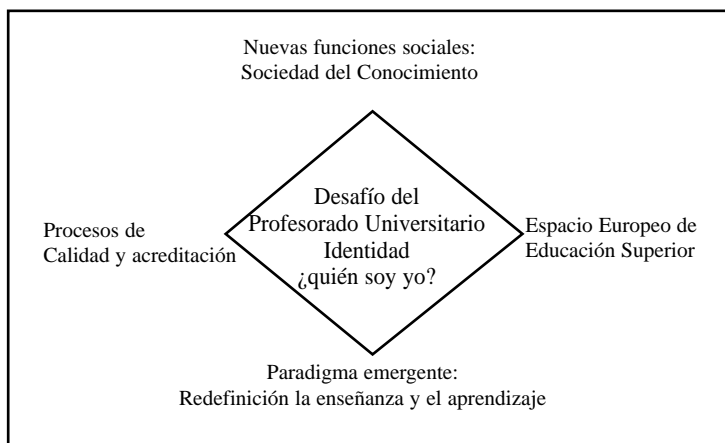 Nuevas funciones sociales:
Sociedad del Conocimiento
Desafío del
Profesorado Universitario
Identidad
¿quién soy yo?
Procesos de
Calidad y acreditación
Espacio Europeo de
Educación Superior
Paradigma emergente:
Redefinición la enseñanza y el aprendizaje